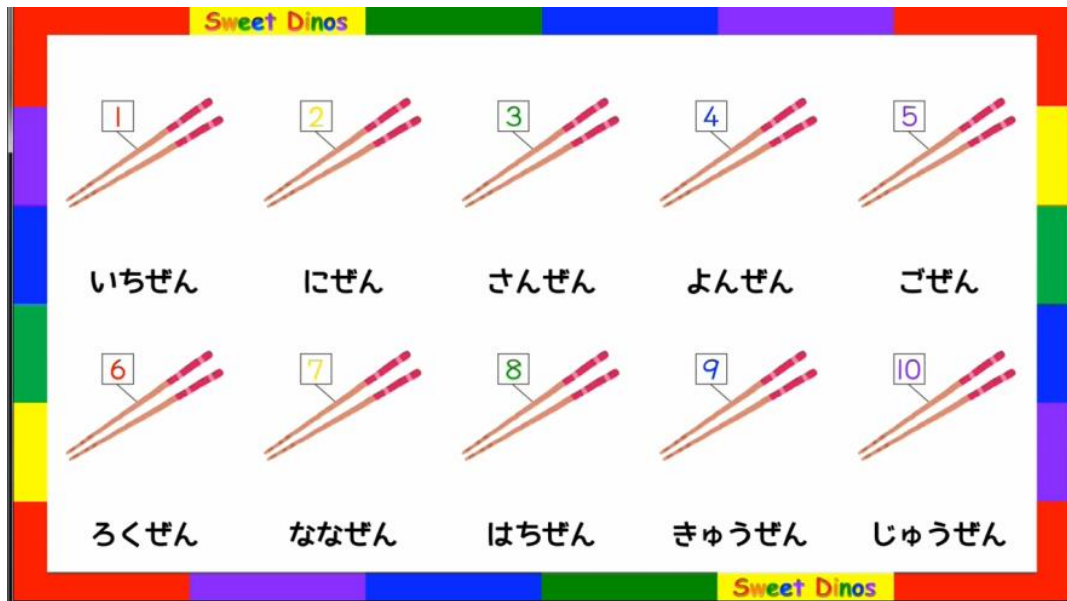 Sweet Dinos
1 2 3 4 5
いちぜん にぜん さんぜん よんぜん ごぜん
6 7 8 9 10
ろくぜん ななぜん はちぜん きゅうぜん じゅうぜん
Sweet Dinos